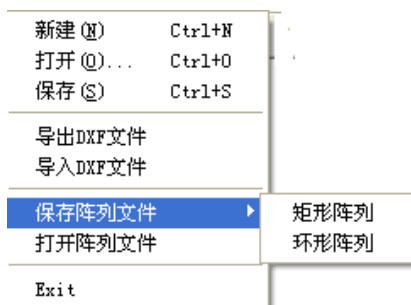 新建(N) Ctrl+N
打开(O)... Ctrl+O
保存(S) Ctrl+S
导出DXF文件
导入DXF文件
保存阵列文件
矩形阵列
打开阵列文件
环形阵列
Exit